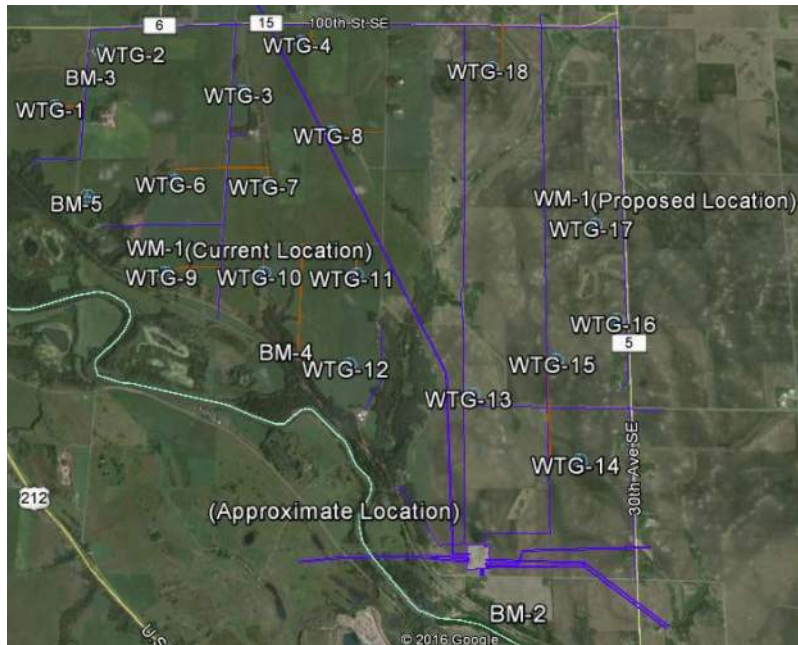 6
15
100th St SE
WTG-4
WTG-2
BM-3
WTG-18
WTG-1
WTG-3
WTG-8
WTG-6
WTG-7
BM-5
WM-1(Proposed Location)
WTG-17
WM-1(Current Location)
WTG-9
WTG-10
WTG-11
WTG-16
5
BM-4
WTG-12
WTG-15
WTG-13
30th Ave SE
WTG-14
212
(Approximate Location)
BM-2
© 2016 Google